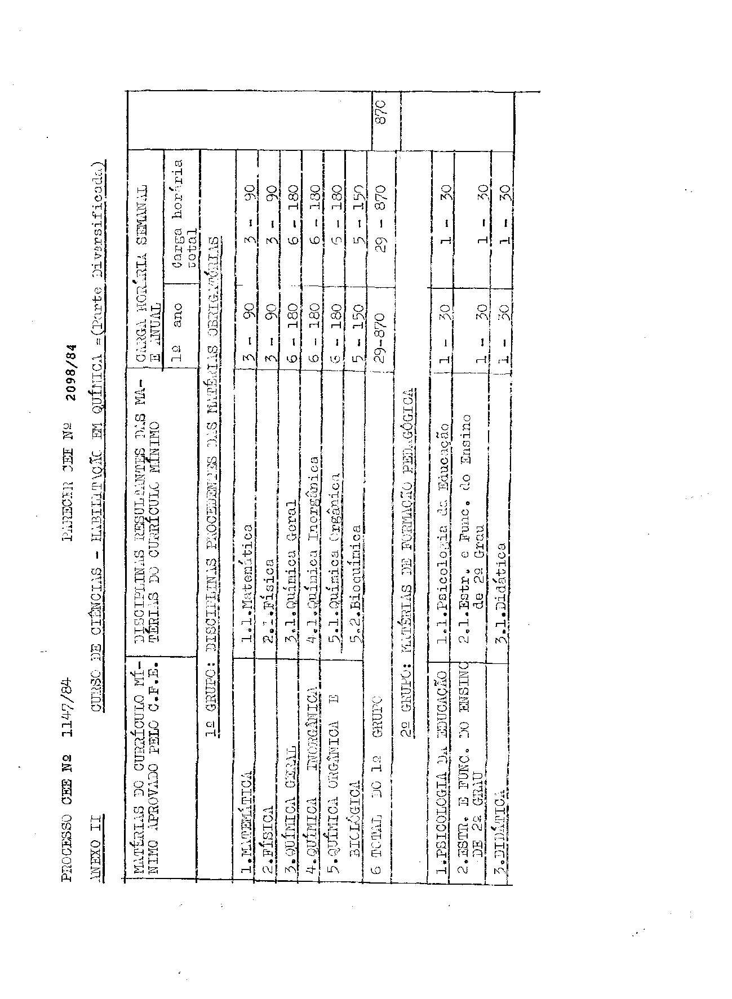 PROCESSO CEE Nº 1147/84 PARECER CEE Nº 2098/84
ANEXO II CURSO DE CIÊNCIAS - HABILITAÇÃO EM QUÍMICA =(Parte Diversificada)
MATÉRIAS DO CURRÍCULO MÍ- DISCIPLINAS RESULTANTES DAS MA- CARGA HORÁRIA SEMANAL
NIMO APROVADO PELO C.F.E. TÉRIAS DO CURRÍCULO MÍNIMO E ANUAL
1º ano Carga horária
total
1º GRUPO: DISCIPLINAS PROCEDENTES DAS MATÉRIAS OBRIGATÓRIAS
1.MATEMÁTICA 1.1.Matemática 3 - 90 3 - 90
2.FÍSICA 2.1.Física 3 - 90 3 - 90
3.QUÍMICA GERAL 3.1.Química Geral 6 - 180 6 - 180
4.QUÍMICA INORGÂNICA 4.1.Química Inorgânica 6 - 180 6 - 180
5.QUÍMICA ORGÂNICA E 5.1.Química Orgânica 6 - 180 6 - 180
BIOLÓGICA 5.2.Bioquímica 5 - 150 5 - 150
6 TOTAL DO 1º GRUPO 29-870 29 - 870 870
2º GRUPO: MATÉRIAS DE FORMAÇÃO PEDAGÓGICA
1.PSICOLOGIA DA EDUCAÇÃO 1.1.Psicologia da Educação 1 - 30 1 - 30
2.ESTR. E FUNC. DO ENSINO 2.1.Estr. e Func. do Ensino
DE 2º GRAU de 2º Grau 1 - 30 1 - 30
3.DIDÁTICA 3.1.Didática 1 - 30 1 - 30